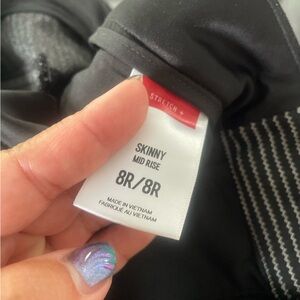 STRETCH +
SKINNY
MID RISE
8R/8R
MADE IN VIETNAM
FABRIQUÉ AU VIETNAM